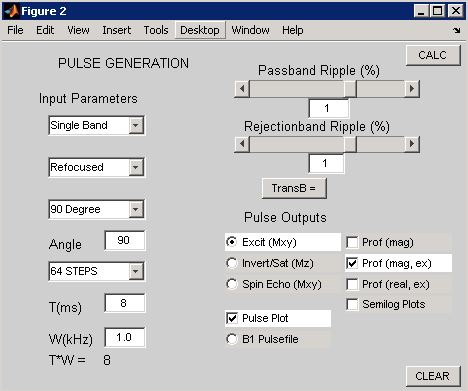 Figure 2
File Edit View Insert Tools Desktop Window Help
CALC
PULSE GENERATION
Passband Ripple (%)
1
Input Parameters
Single Band
Rejectionband Ripple (%)
1
Refocused
TransB =
90 Degree
Pulse Outputs
Angle 90
Excit (Mxy) Prof (mag)
64 STEPS
Invert/Sat (Mz) Prof (mag, ex)
Spin Echo (Mxy) Prof (real, ex)
T(ms) 8
Semilog Plots
Pulse Plot
W(kHz) 1.0
B1 Pulsefile
T*W = 8
CLEAR